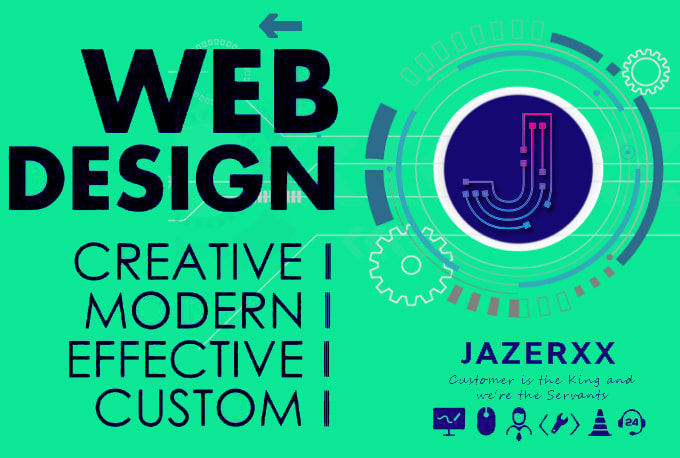 WEB
DESIGN
CREATIVE |
MODERN |
EFFECTIVE |
CUSTOM |
J
JAZERXX
Customer is the King and
we're the Servants
24